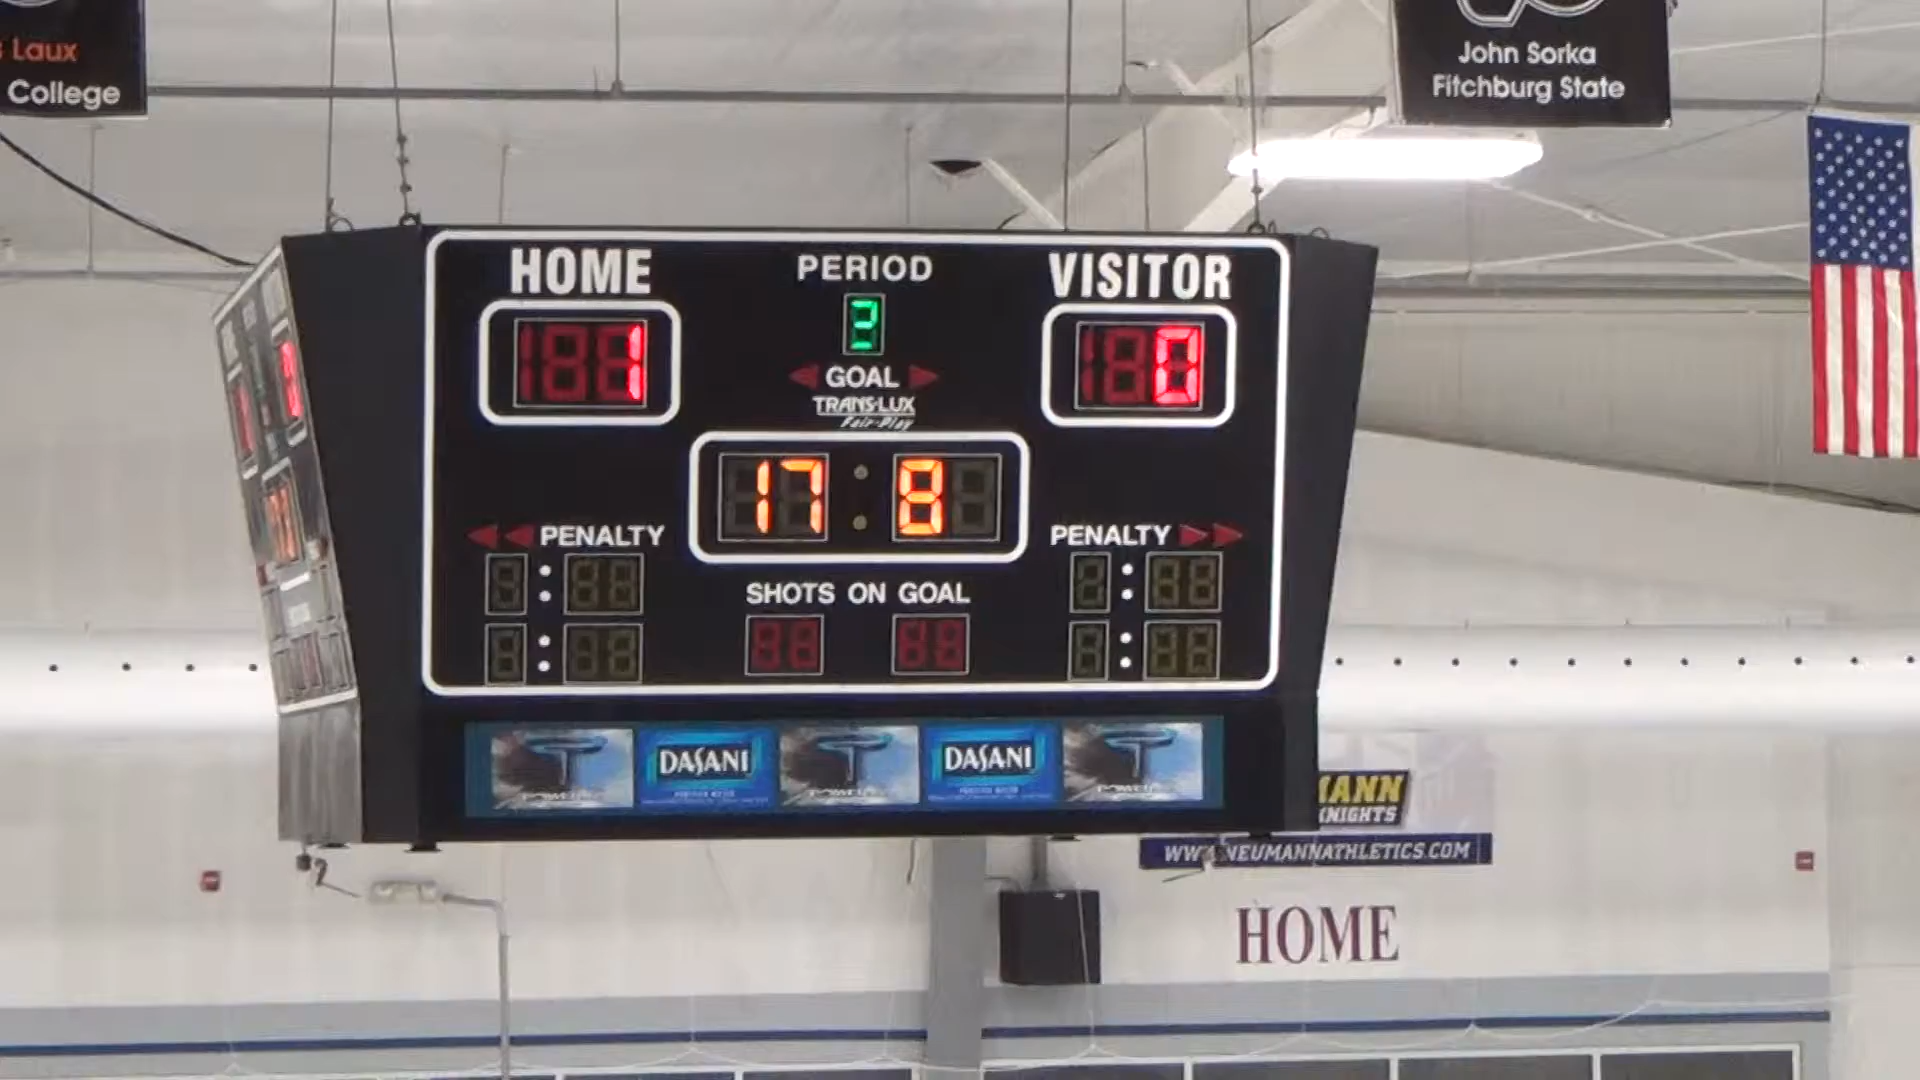 Laux
College
John Sorka
Fitchburg State
HOME
PERIOD
VISITOR
1
2
0
GOAL
TRANS-LUX
Fair-Play
17 8
PENALTY
PENALTY
SHOTS ON GOAL
DASANI
DASANI
MANN
KNIGHTS
WWW.NEUMANNATHLETICS.COM
HOME